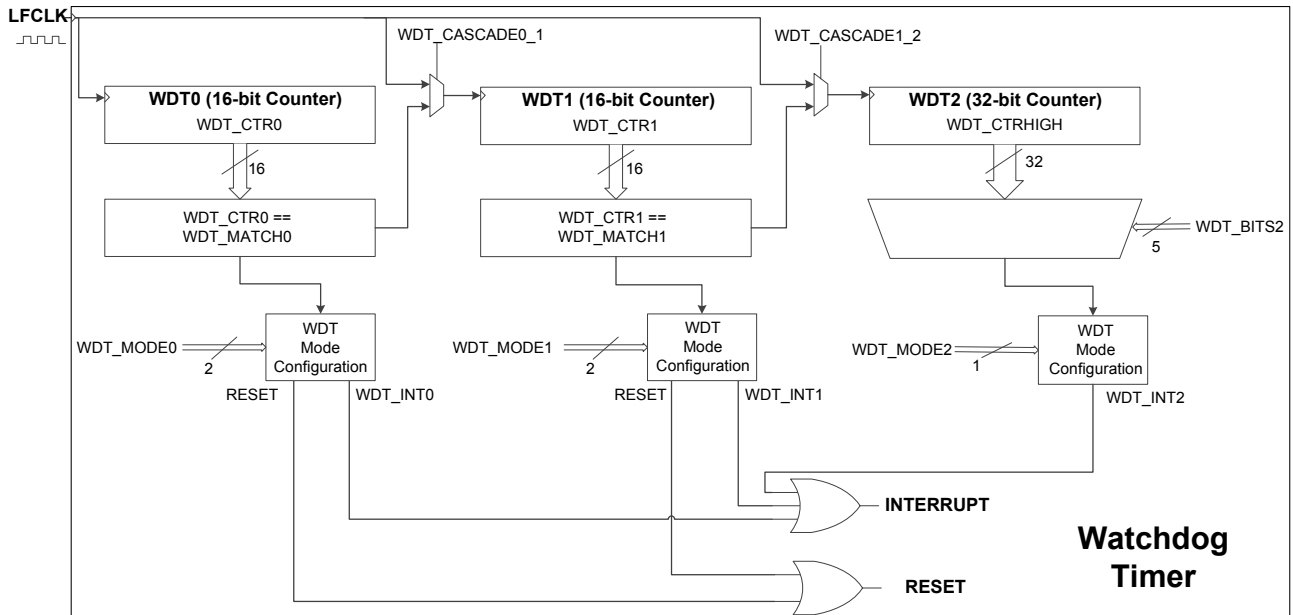 LFCLK
WDT_CASCADE0_1
WDT_CASCADE1_2
WDT0 (16-bit Counter)
WDT_CTR0
WDT1 (16-bit Counter)
WDT_CTR1
WDT2 (32-bit Counter)
WDT_CTRHIGH
16
16
32
WDT_CTR0 ==
WDT_MATCH0
WDT_CTR1 ==
WDT_MATCH1
WDT_BITS2
5
WDT_MODE0
2
WDT
Mode
Configuration
WDT_MODE1
2
WDT
Mode
Configuration
WDT_MODE2
1
WDT
Mode
Configuration
RESET
WDT_INT0
RESET
WDT_INT1
WDT_INT2
INTERRUPT
RESET
Watchdog
Timer